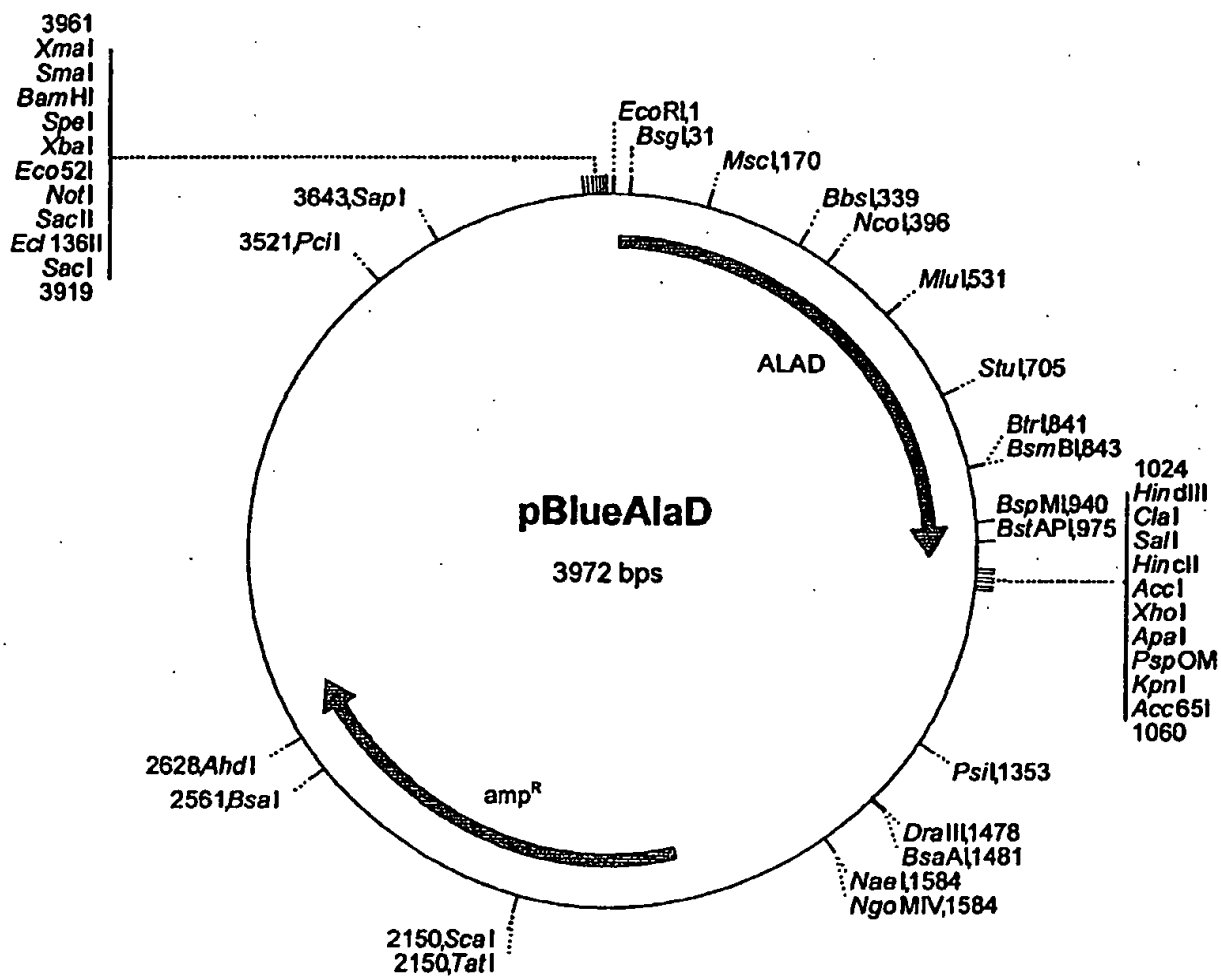 3961
XmaI
SmaI
BamHI
SpeI
XbaI
Eco52I
NotI
SacII
Ecl 136II
SacI
3919
3643,SapI
3521,PciI
EcoRI,1
BsgI,31
MscI,170
BbsI,339
NcoI,396
MluI,531
StuI,705
BtrI,841
BsmBI,843
BspMI,940
BstAPI,975
1024
HindIII
ClaI
SalI
HincII
AccI
XhoI
ApaI
PspOM
KpnI
Acc65I
1060
ALAD
pBlueAlaD
3972 bps
PsiI,1353
DraIII,1478
BsaAI,1481
NaeI,1584
NgoMIV,1584
2628,AhdI
2561,BsaI
amp^R
2150,ScaI
2150,TatI